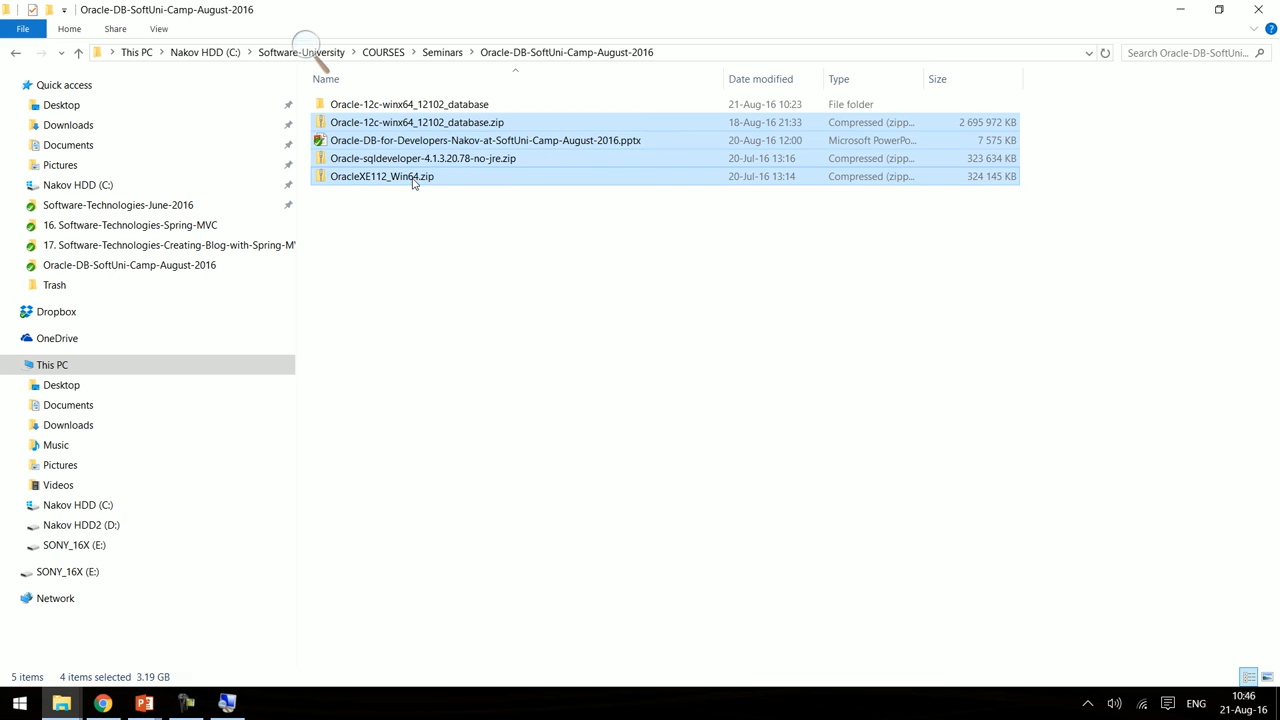 Oracle-DB-SoftUni-Camp-August-2016
File Home Share View
This PC Nakov HDD (C:) Software-University COURSES Seminars Oracle-DB-SoftUni-Camp-August-2016 Search Oracle-DB-SoftUni...
Name Date modified Type Size
Oracle-12c-winx64_12102_database 21-Aug-16 10:23 File folder
Oracle-12c-winx64_12102_database.zip 18-Aug-16 21:33 Compressed (zipp... 2 695 972 KB
Oracle-DB-for-Developers-Nakov-at-SoftUni-Camp-August-2016.pptx 20-Aug-16 12:00 Microsoft PowerPo... 7 575 KB
Oracle-sqldeveloper-4.1.3.20.78-no-jre.zip 20-Jul-16 13:16 Compressed (zipp... 323 634 KB
OracleXE112_Win64.zip 20-Jul-16 13:14 Compressed (zipp... 324 145 KB
Quick access
Desktop
Downloads
Documents
Pictures
Nakov HDD (C:)
Software-Technologies-June-2016
16. Software-Technologies-Spring-MVC
17. Software-Technologies-Creating-Blog-with-Spring-MV
Oracle-DB-SoftUni-Camp-August-2016
Trash
Dropbox
OneDrive
This PC
Desktop
Documents
Downloads
Music
Pictures
Videos
Nakov HDD (C:)
Nakov HDD2 (D:)
SONY_16X (E:)
SONY_16X (E:)
Network
5 items 4 items selected 3.19 GB
ENG
10:46
21-Aug-16